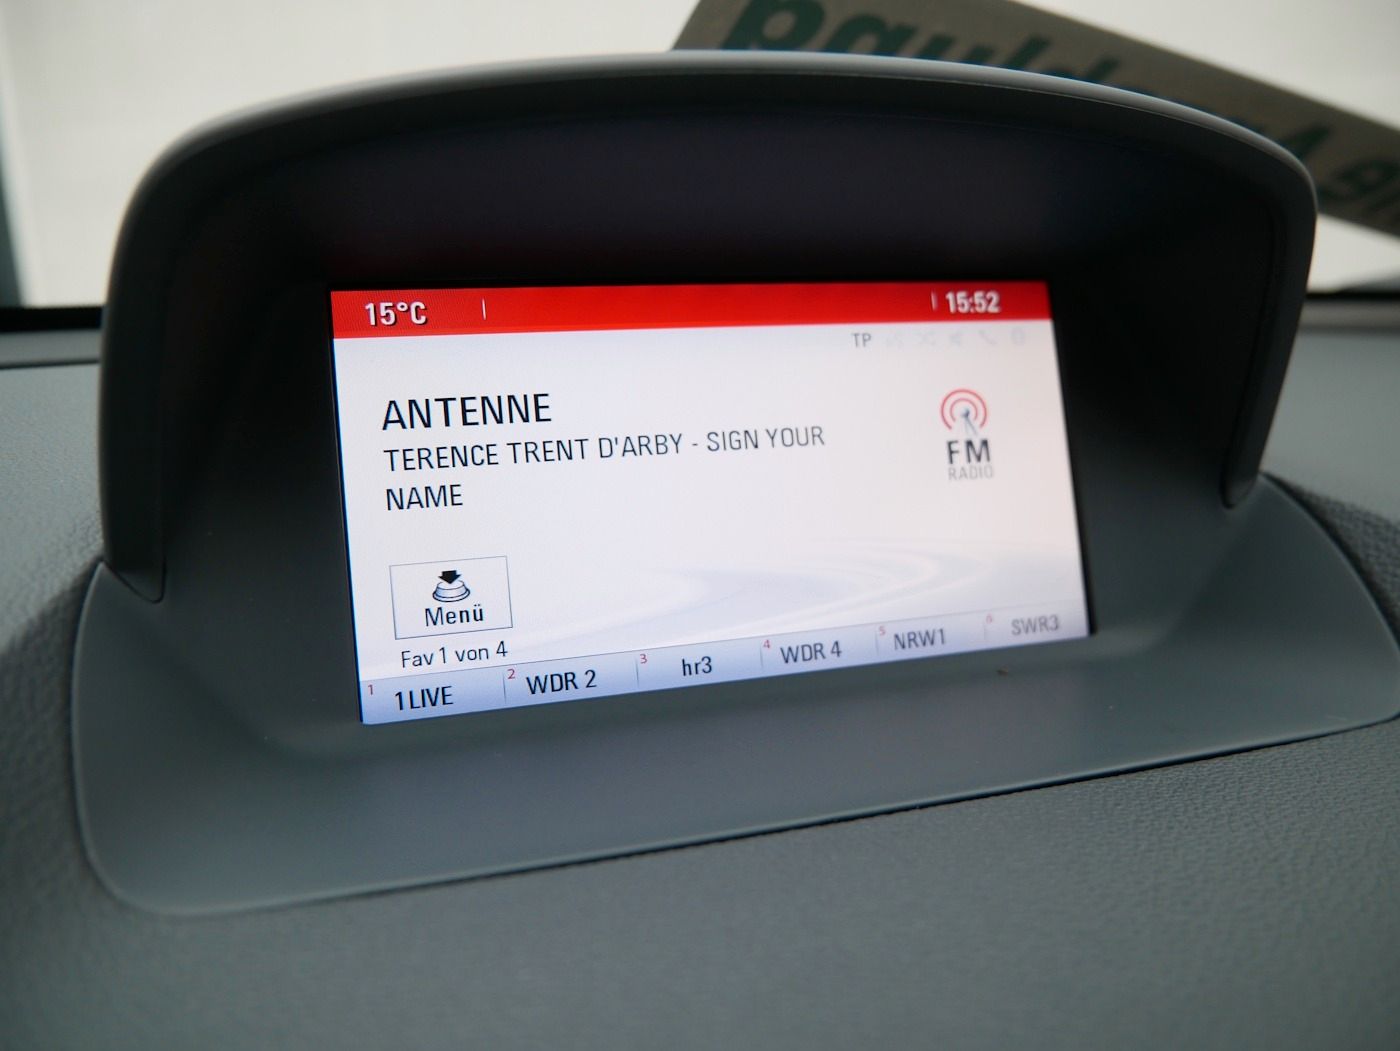 15°C
15:52
TP
ANTENNE
TERENCE TRENT D'ARBY - SIGN YOUR
NAME
FM
RADIO
Menü
Fav 1 von 4
1 1LIVE 2 WDR 2 3 hr3 4 WDR 4 5 NRW1 6 SWR3